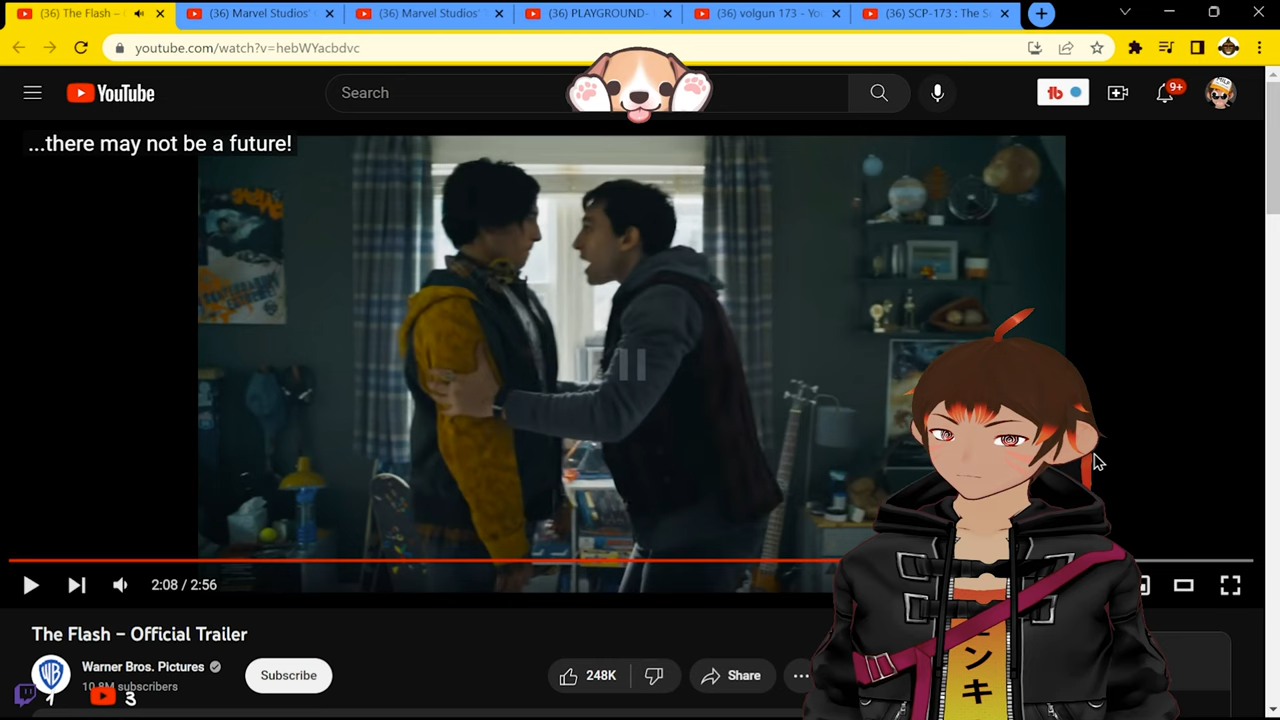 (36) The Flash –
(36) Marvel Studios'
(36) Marvel Studios'
(36) PLAYGROUND-
(36) volgun 173 - Yo
(36) SCP-173 : The S
youtube.com/watch?v=hebWYacbdvc
YouTube
Search
9+
...there may not be a future!
2:08 / 2:56
The Flash – Official Trailer
Warner Bros. Pictures
10.8M subscribers
Subscribe
248K
Share
3
ンキ